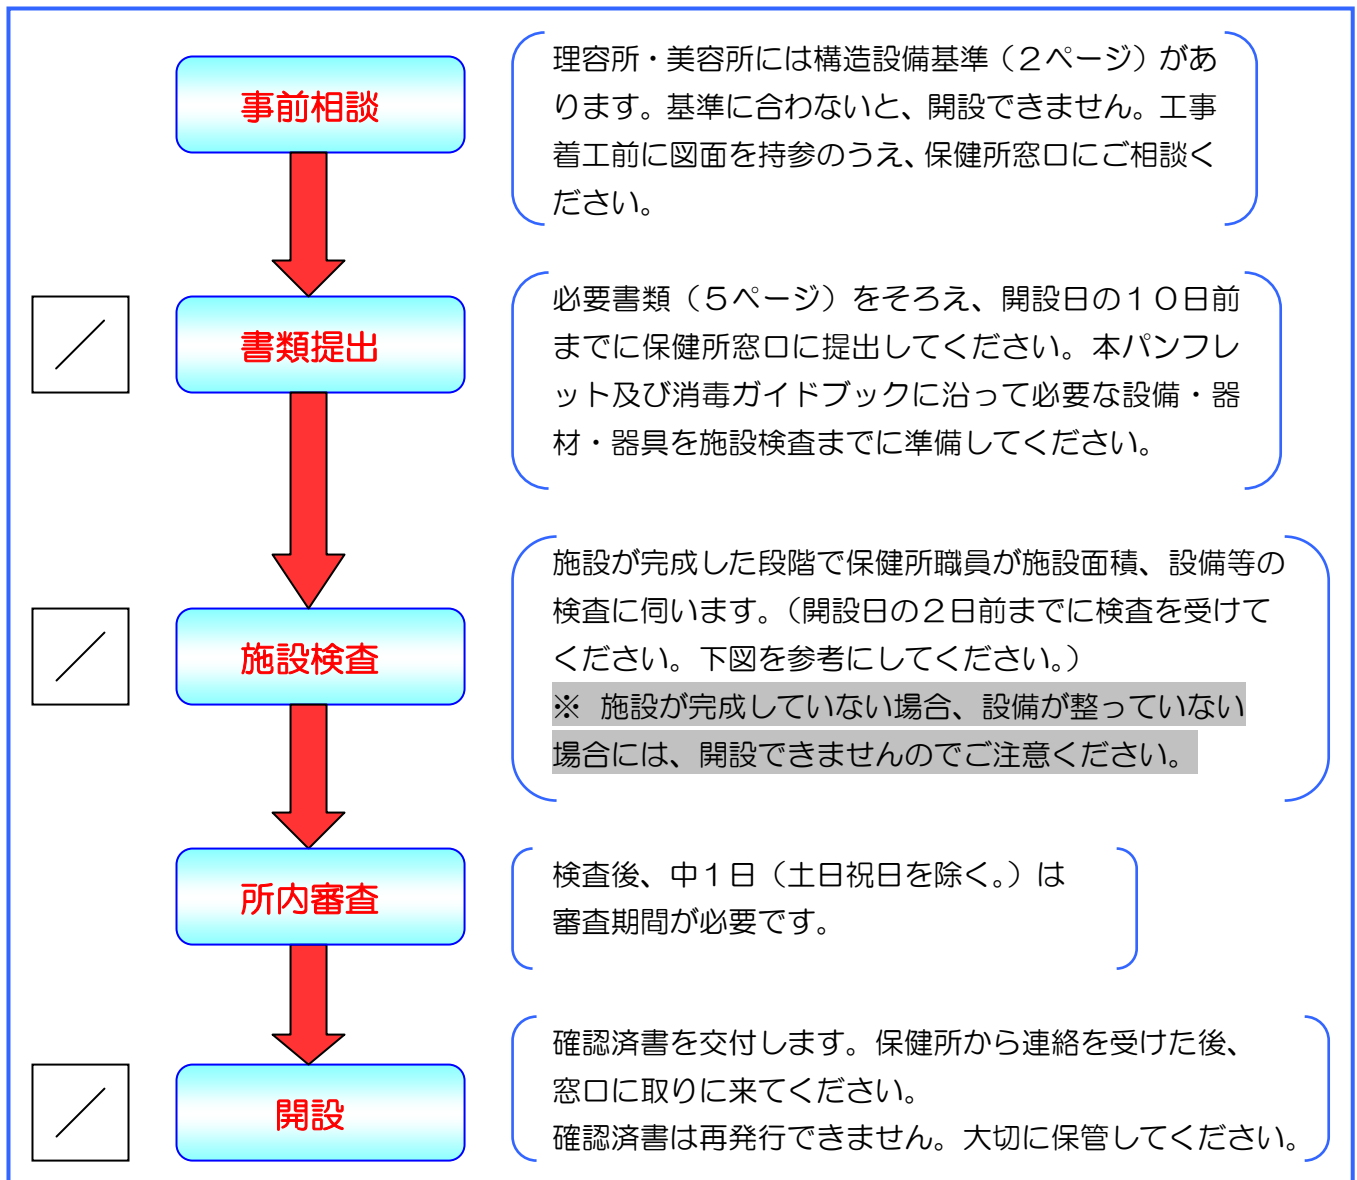 事前相談
理容所・美容所には構造設備基準（２ページ）があ
ります。基準に合わないと、開設できません。工事
着工前に図面を持参のうえ、保健所窓口にご相談く
ださい。
／
書類提出
必要書類（５ページ）をそろえ、開設日の１０日前
までに保健所窓口に提出してください。本パンフレ
ット及び消毒ガイドブックに沿って必要な設備・器
材・器具を施設検査までに準備してください。
／
施設検査
施設が完成した段階で保健所職員が施設面積、設備等の
検査に伺います。（開設日の２日前までに検査を受けて
ください。下図を参考にしてください。）
※ 施設が完成していない場合、設備が整っていない
場合には、開設できませんのでご注意ください。
所内審査
検査後、中１日（土日祝日を除く。）は
審査期間が必要です。
／
開設
確認済書を交付します。保健所から連絡を受けた後、
窓口に取りに来てください。
確認済書は再発行できません。大切に保管してください。